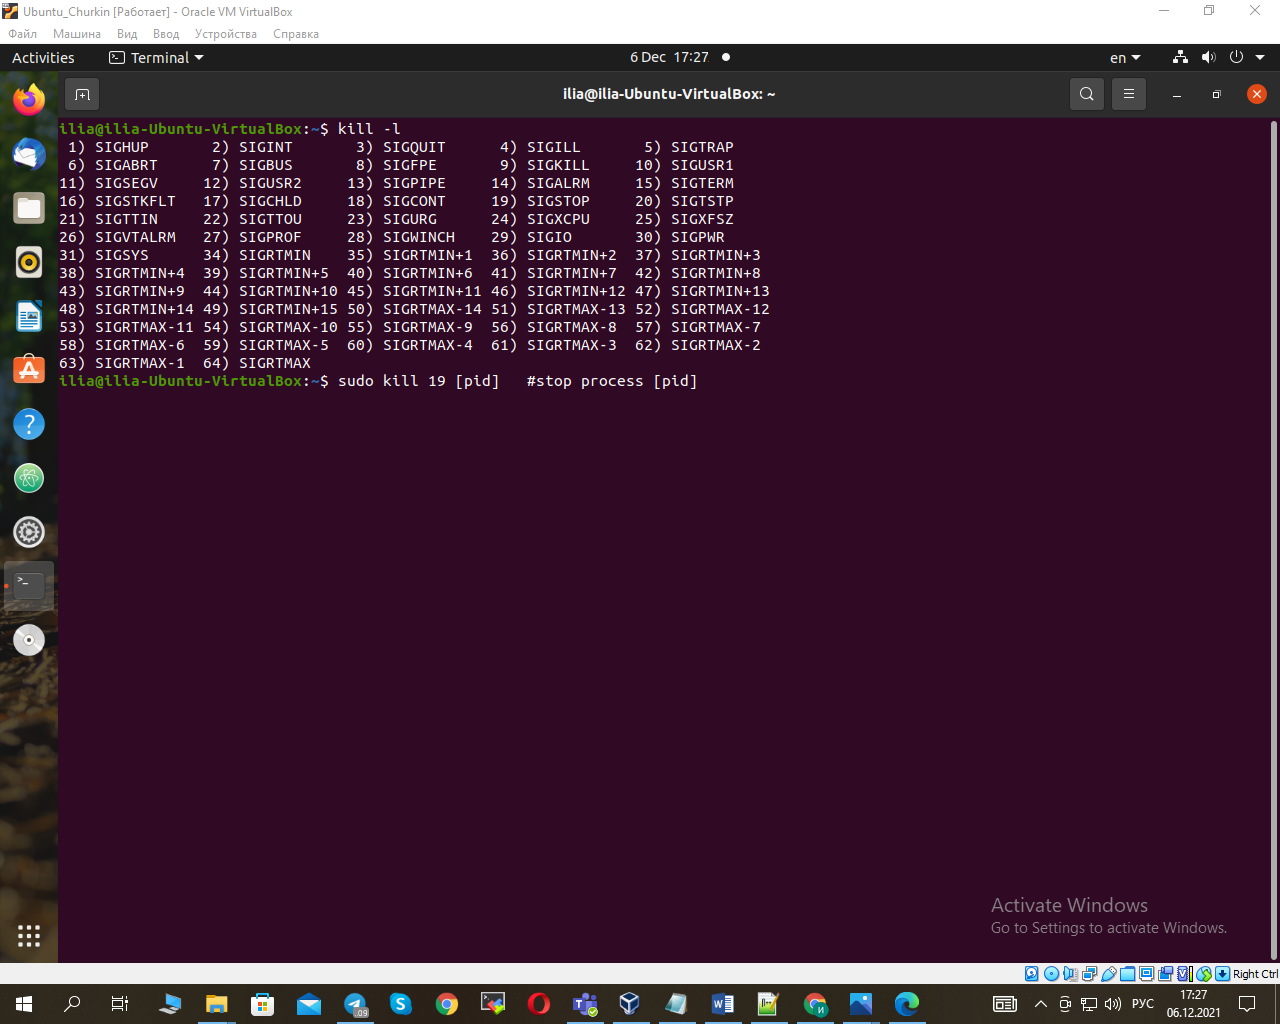 Ubuntu_Churkin [Работает] - Oracle VM VirtualBox
Файл Машина Вид Ввод Устройства Справка
Activities Terminal 6 Dec 17:27 en
ilia@ilia-Ubuntu-VirtualBox: ~
ilia@ilia-Ubuntu-VirtualBox:~$ kill -l
1) SIGHUP 2) SIGINT 3) SIGQUIT 4) SIGILL 5) SIGTRAP
6) SIGABRT 7) SIGBUS 8) SIGFPE 9) SIGKILL 10) SIGUSR1
11) SIGSEGV 12) SIGUSR2 13) SIGPIPE 14) SIGALRM 15) SIGTERM
16) SIGSTKFLT 17) SIGCHLD 18) SIGCONT 19) SIGSTOP 20) SIGTSTP
21) SIGTTIN 22) SIGTTOU 23) SIGURG 24) SIGXCPU 25) SIGXFSZ
26) SIGVTALRM 27) SIGPROF 28) SIGWINCH 29) SIGIO 30) SIGPWR
31) SIGSYS 34) SIGRTMIN 35) SIGRTMIN+1 36) SIGRTMIN+2 37) SIGRTMIN+3
38) SIGRTMIN+4 39) SIGRTMIN+5 40) SIGRTMIN+6 41) SIGRTMIN+7 42) SIGRTMIN+8
43) SIGRTMIN+9 44) SIGRTMIN+10 45) SIGRTMIN+11 46) SIGRTMIN+12 47) SIGRTMIN+13
48) SIGRTMIN+14 49) SIGRTMIN+15 50) SIGRTMAX-14 51) SIGRTMAX-13 52) SIGRTMAX-12
53) SIGRTMAX-11 54) SIGRTMAX-10 55) SIGRTMAX-9 56) SIGRTMAX-8 57) SIGRTMAX-7
58) SIGRTMAX-6 59) SIGRTMAX-5 60) SIGRTMAX-4 61) SIGRTMAX-3 62) SIGRTMAX-2
63) SIGRTMAX-1 64) SIGRTMAX
ilia@ilia-Ubuntu-VirtualBox:~$ sudo kill 19 [pid] #stop process [pid]
Activate Windows
Go to Settings to activate Windows.
Right Ctrl
РУС
17:27
06.12.2021